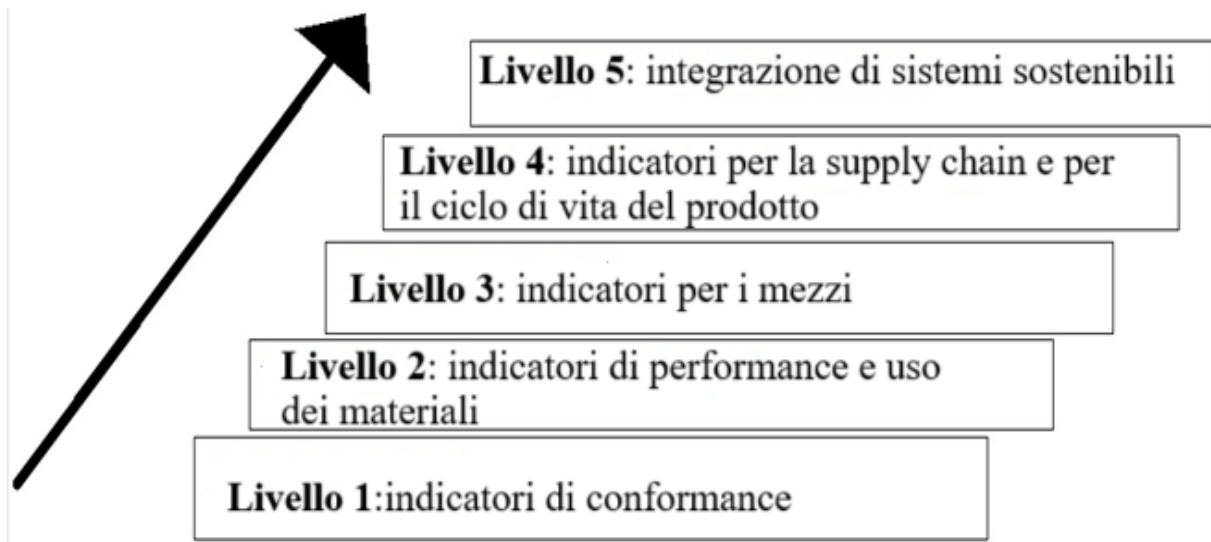 Livello 5: integrazione di sistemi sostenibili
Livello 4: indicatori per la supply chain e per
il ciclo di vita del prodotto
Livello 3: indicatori per i mezzi
Livello 2: indicatori di performance e uso
dei materiali
Livello 1:indicatori di conformance